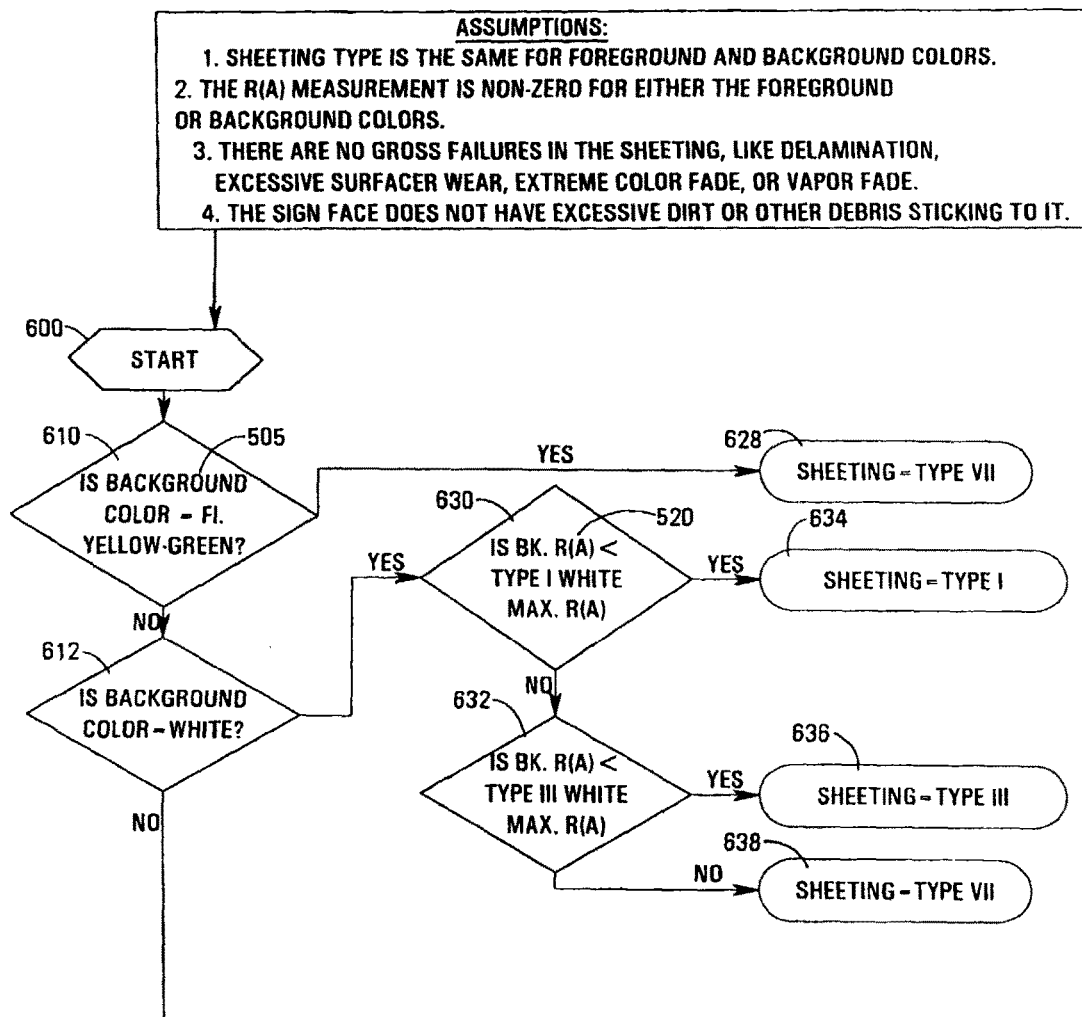 ASSUMPTIONS:
1. SHEETING TYPE IS THE SAME FOR FOREGROUND AND BACKGROUND COLORS.
2. THE R(A) MEASUREMENT IS NON-ZERO FOR EITHER THE FOREGROUND
OR BACKGROUND COLORS.
3. THERE ARE NO GROSS FAILURES IN THE SHEETING, LIKE DELAMINATION,
EXCESSIVE SURFACER WEAR, EXTREME COLOR FADE, OR VAPOR FADE.
4. THE SIGN FACE DOES NOT HAVE EXCESSIVE DIRT OR OTHER DEBRIS STICKING TO IT.
600
START
610
505
IS BACKGROUND
COLOR = FI.
YELLOW-GREEN?
YES
628
SHEETING = TYPE VII
NO
612
IS BACKGROUND
COLOR = WHITE?
YES
630
520
IS BK. R(A) <
TYPE I WHITE
MAX. R(A)
YES
634
SHEETING = TYPE I
NO
632
IS BK. R(A) <
TYPE III WHITE
MAX. R(A)
YES
636
SHEETING = TYPE III
NO
638
SHEETING = TYPE VII
NO